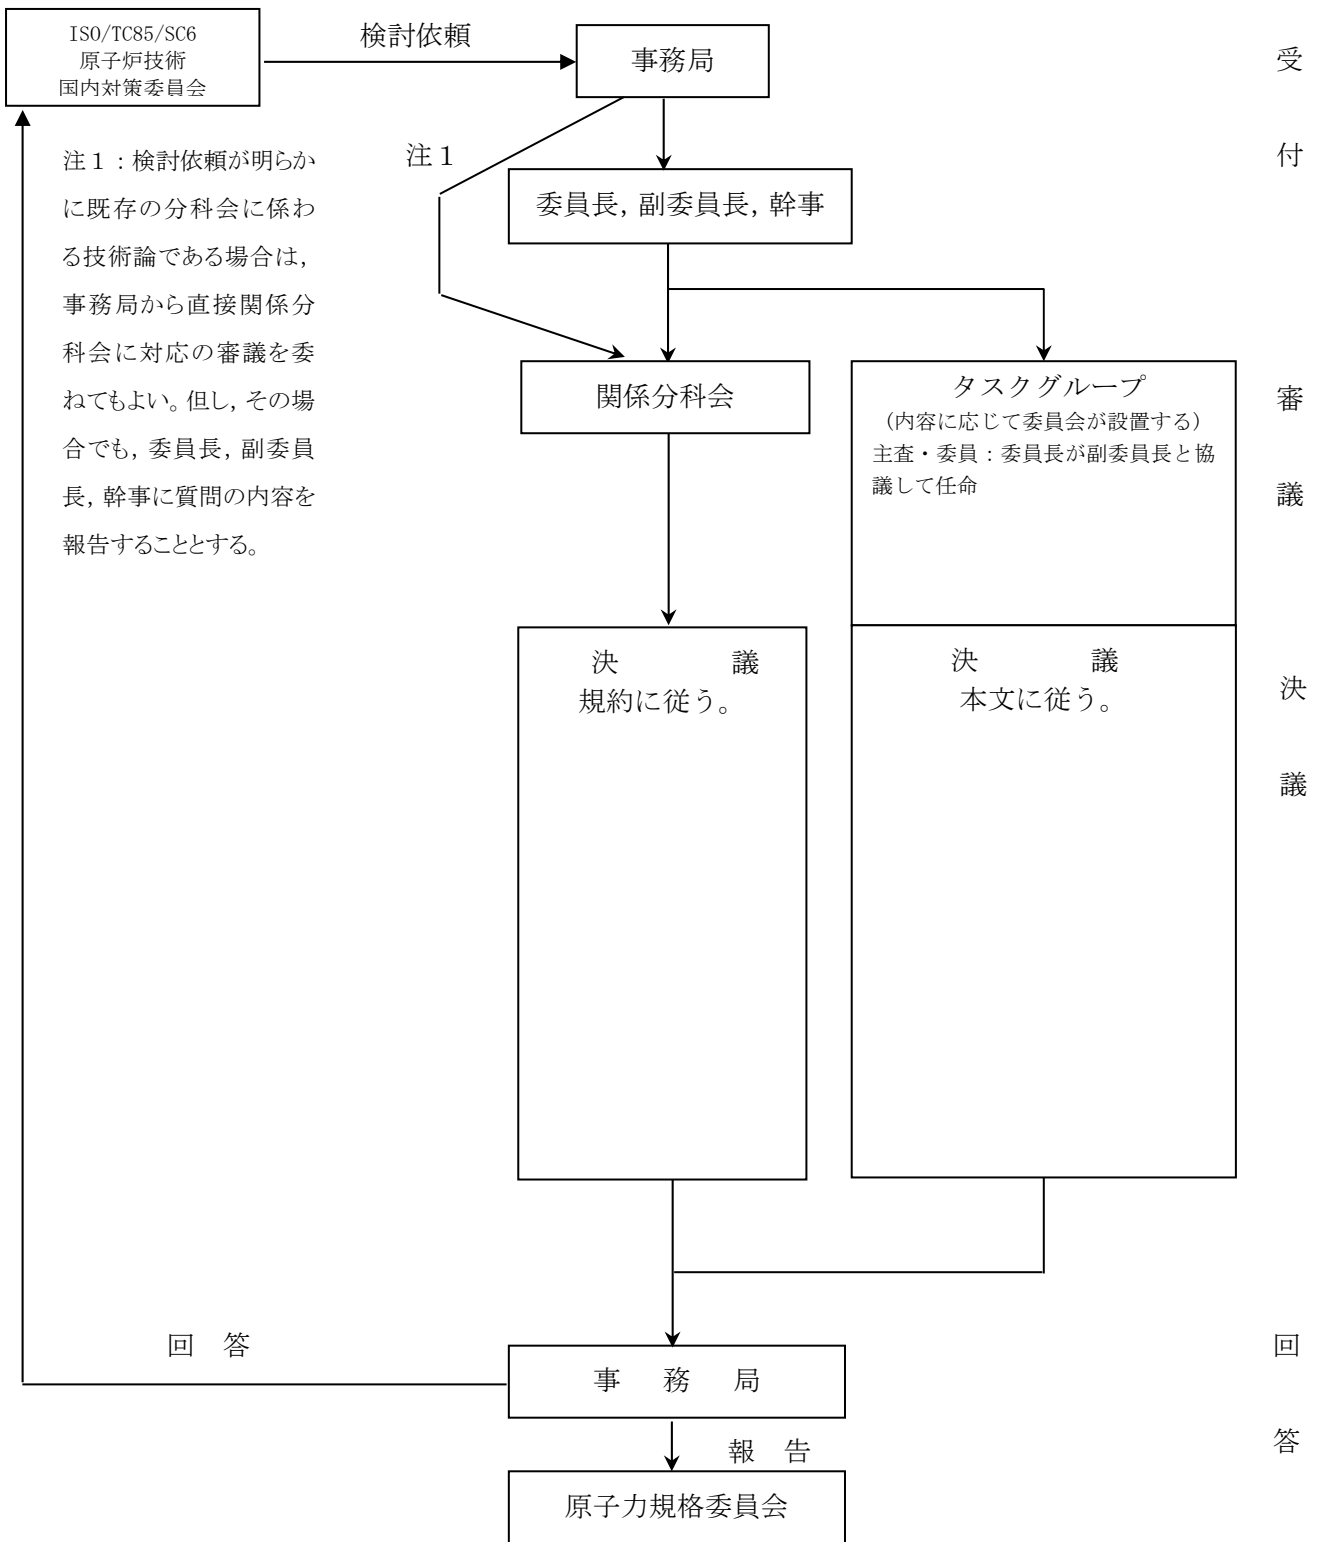 ISO/TC85/SC6
原子炉技術
国内対策委員会
検討依頼
事務局
受
付
注１：検討依頼が明らか
に既存の分科会に係わ
る技術論である場合は，
事務局から直接関係分
科会に対応の審議を委
ねてもよい。但し，その場
合でも，委員長，副委員
長，幹事に質問の内容を
報告することとする。
注１
委員長，副委員長，幹事
関係分科会
タスクグループ
（内容に応じて委員会が設置する）
主査・委員：委員長が副委員長と協
議して任命
審
議
決　議
規約に従う。
決　議
本文に従う。
決
議
回　答
事　務　局
回
答
報　告
原子力規格委員会